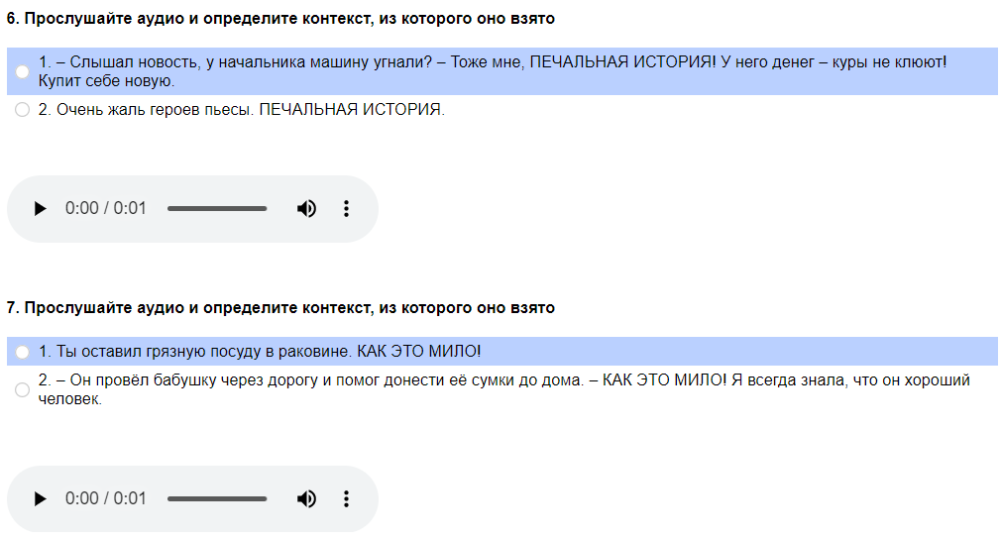 6. Прослушайте аудио и определите контекст, из которого оно взято
1. – Слышал новость, у начальника машину угнали? – Тоже мне, ПЕЧАЛЬНАЯ ИСТОРИЯ! У него денег – куры не клюют!
Купит себе новую.
2. Очень жаль героев пьесы. ПЕЧАЛЬНАЯ ИСТОРИЯ.
0:00 / 0:01
7. Прослушайте аудио и определите контекст, из которого оно взято
1. Ты оставил грязную посуду в раковине. КАК ЭТО МИЛО!
2. – Он провёл бабушку через дорогу и помог донести её сумки до дома. – КАК ЭТО МИЛО! Я всегда знала, что он хороший
человек.
0:00 / 0:01